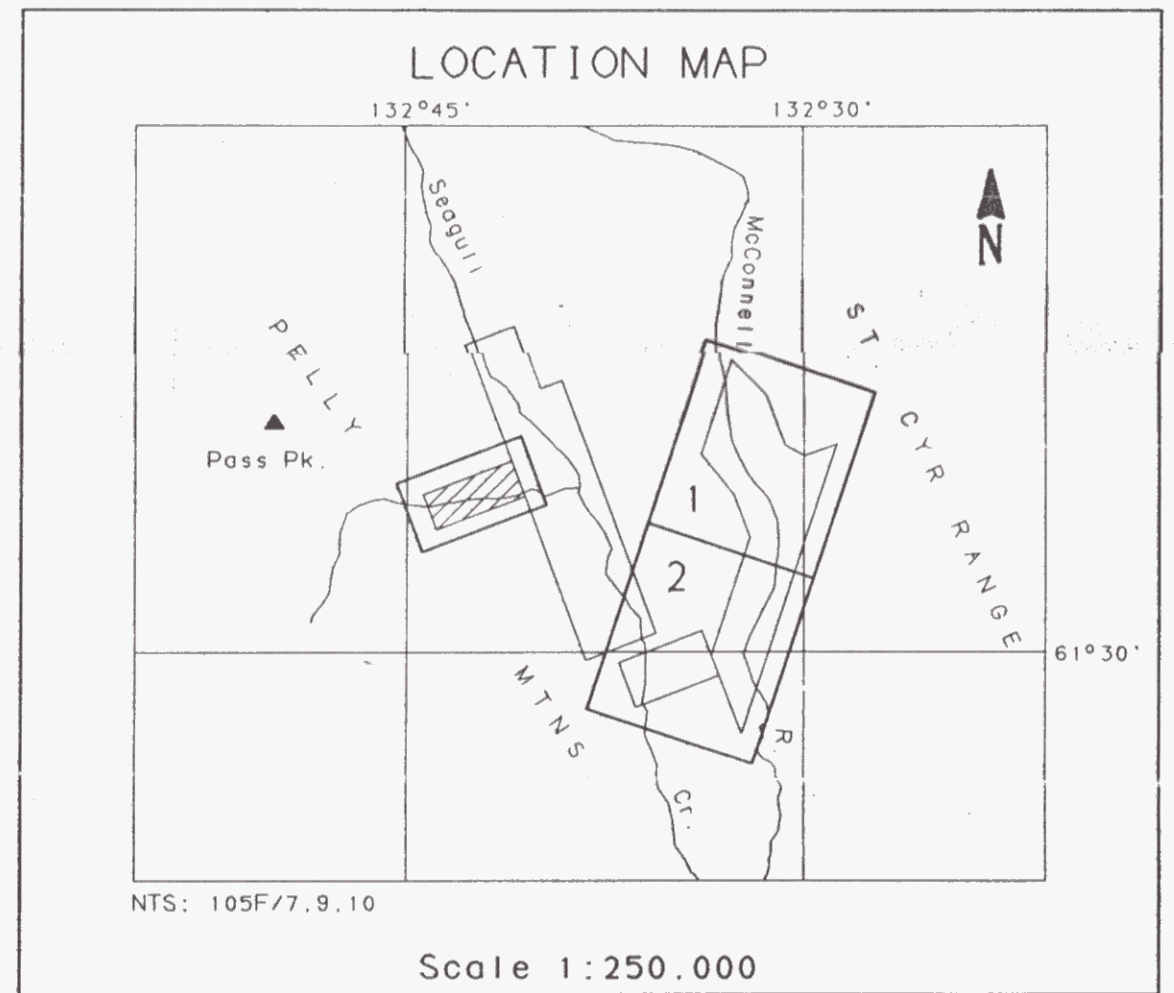 LOCATION MAP
132°45'
132°30'
N
Seagull
McConnell
PELLY
ST CYR RANGE
Pass Pk.
1
2
61°30'
MTNS
R
Cr.
NTS: 105F/7,9,10
Scale 1:250.000